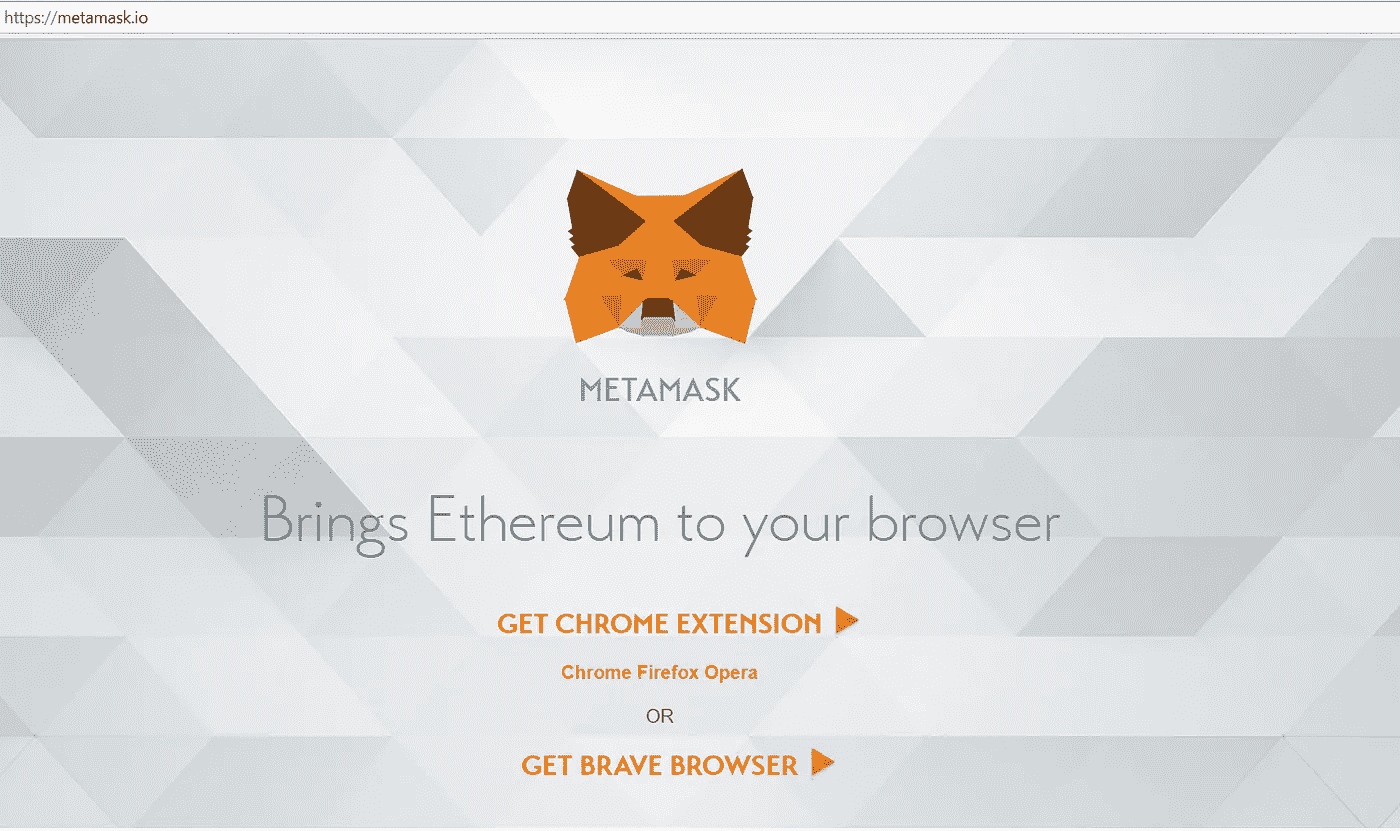 https://metamask.io
METAMASK
Brings Ethereum to your browser
GET CHROME EXTENSION
Chrome Firefox Opera
OR
GET BRAVE BROWSER